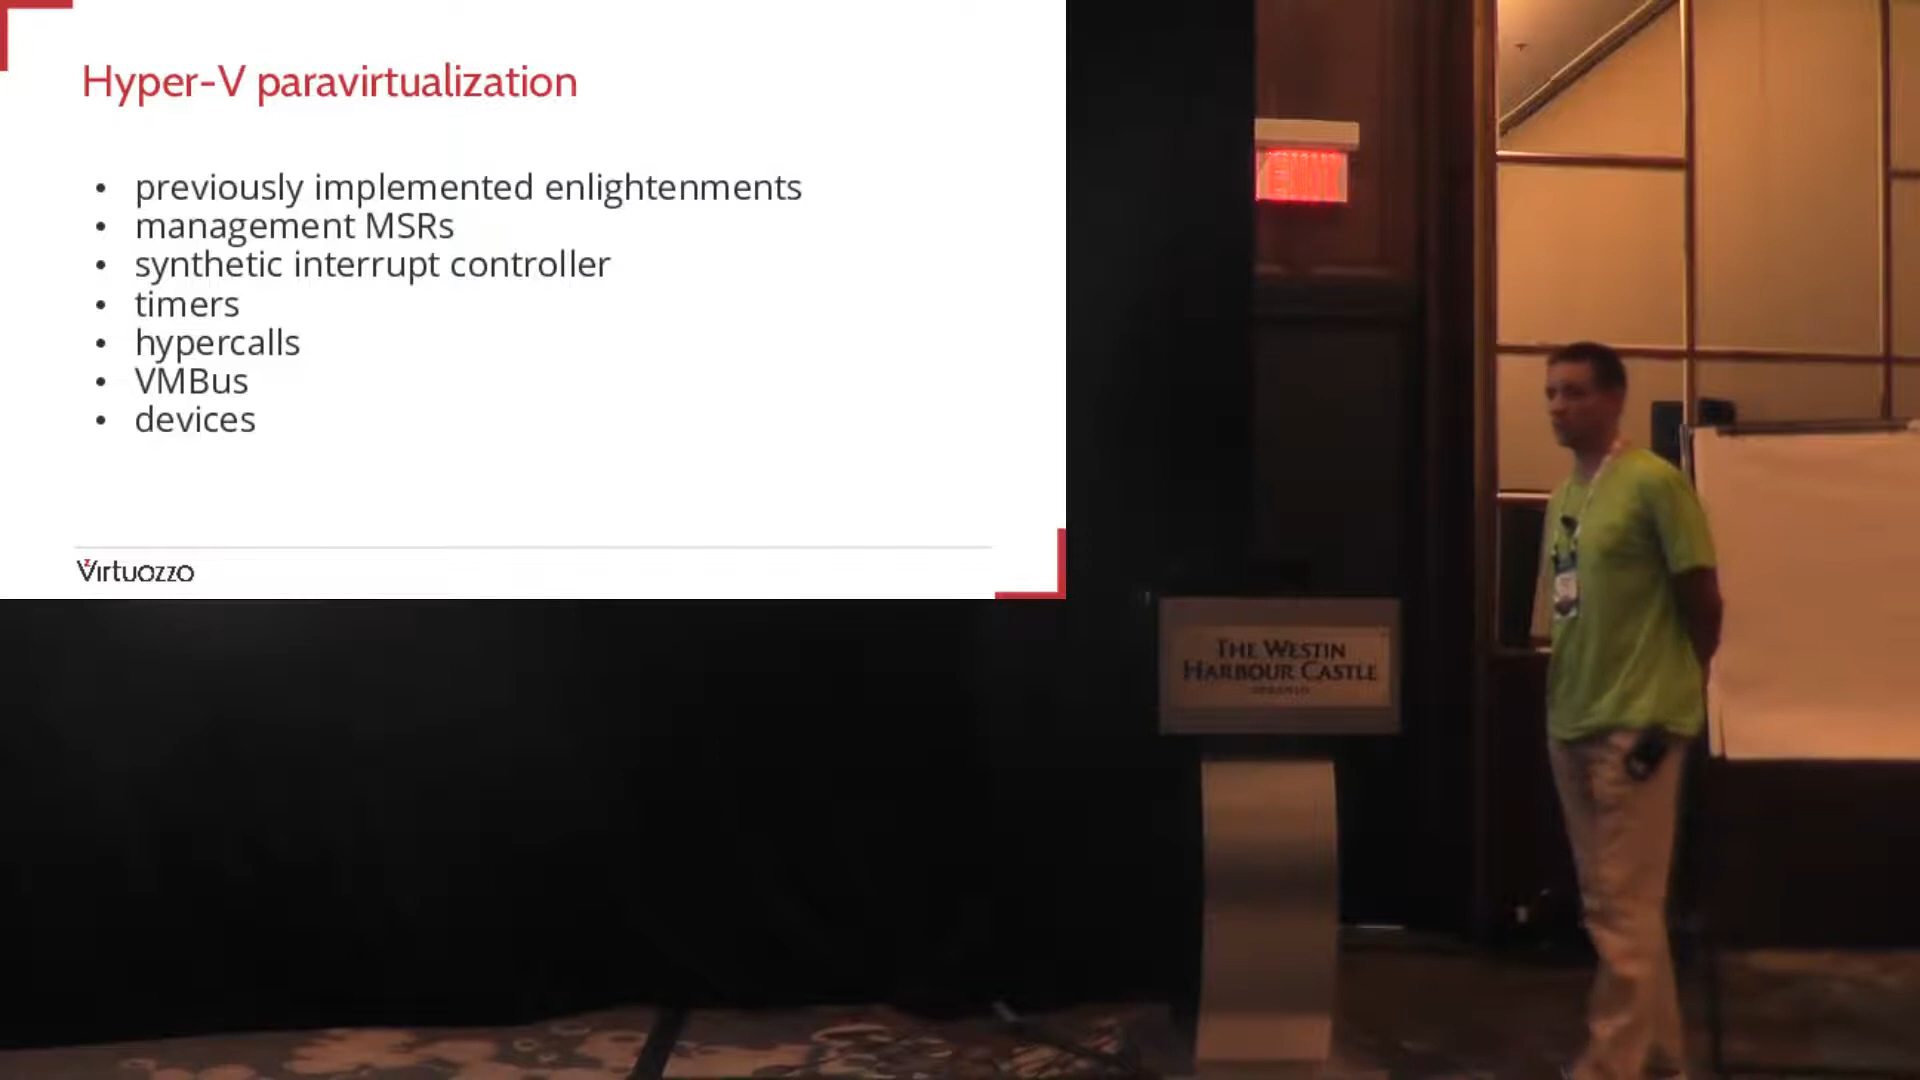 Hyper-V paravirtualization
• previously implemented enlightenments
• management MSRs
• synthetic interrupt controller
• timers
• hypercalls
• VMBus
• devices
Virtuozzo
EXIT
THE WESTIN
HARBOUR CASTLE